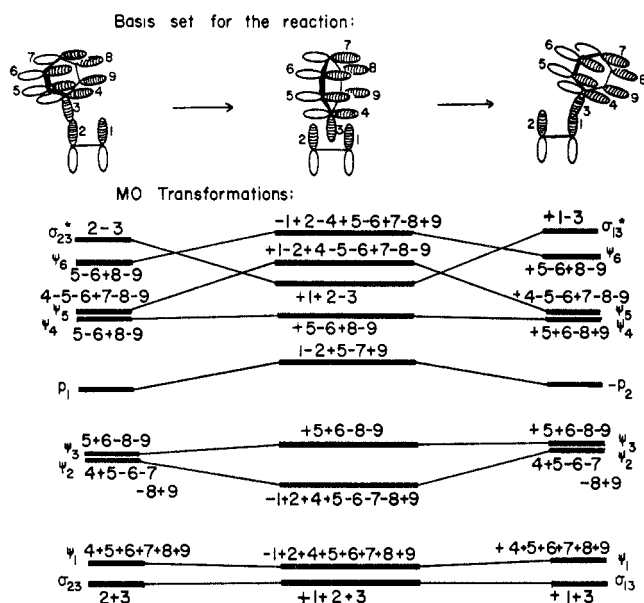 Basis set for the reaction:
7 8 6 9 5 4 3 2 1
7 8 6 9 5 4 3 2 1
7 8 6 9 5 4 3 2 1
MO Transformations:
σ*23 2-3 -1+2-4+5-6+7-8+9 +1-3 σ*13
ψ6 5-6+8-9 +1-2+4-5-6+7-8-9 +5-6+8-9 ψ6
4-5-6+7-8-9 +1+2-3 +4-5-6+7-8-9
ψ5 ψ5
ψ4 5-6+8-9 +5-6+8-9 +5+6-8+9 ψ4
p1 1-2+5-7+9 -p2
ψ3 5+6-8-9 +5+6-8-9 +5+6-8-9 ψ3
ψ2 4+5-6-7 4+5-6-7 ψ2
-8+9 -1+2+4+5-6-7-8+9 -8+9
ψ1 4+5+6+7+8+9 -1+2+4+5+6+7+8+9 +4+5+6+7+8+9 ψ1
σ23 2+3 +1+2+3 +1+3 σ13